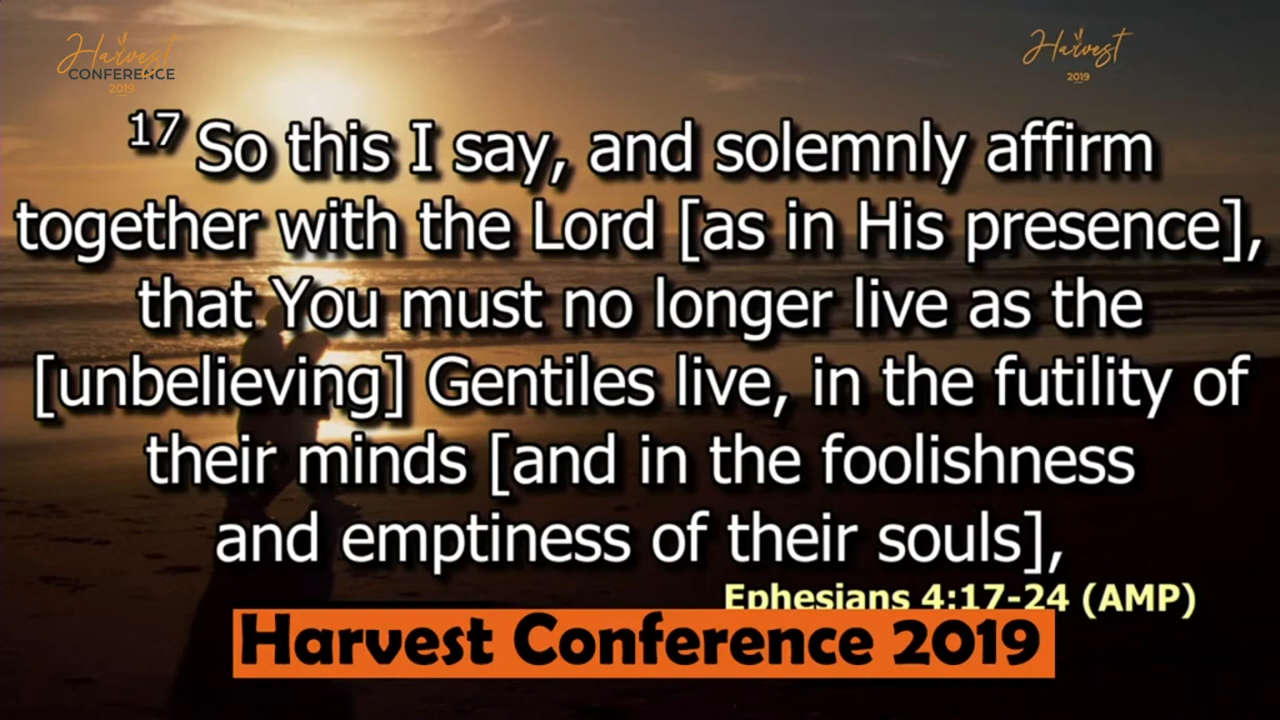 Harvest
CONFERENCE
2019
Harvest
2019
17 So this I say, and solemnly affirm
together with the Lord [as in His presence],
that You must no longer live as the
[unbelieving] Gentiles live, in the futility of
their minds [and in the foolishness
and emptiness of their souls],
Ephesians 4:17-24 (AMP)
Harvest Conference 2019